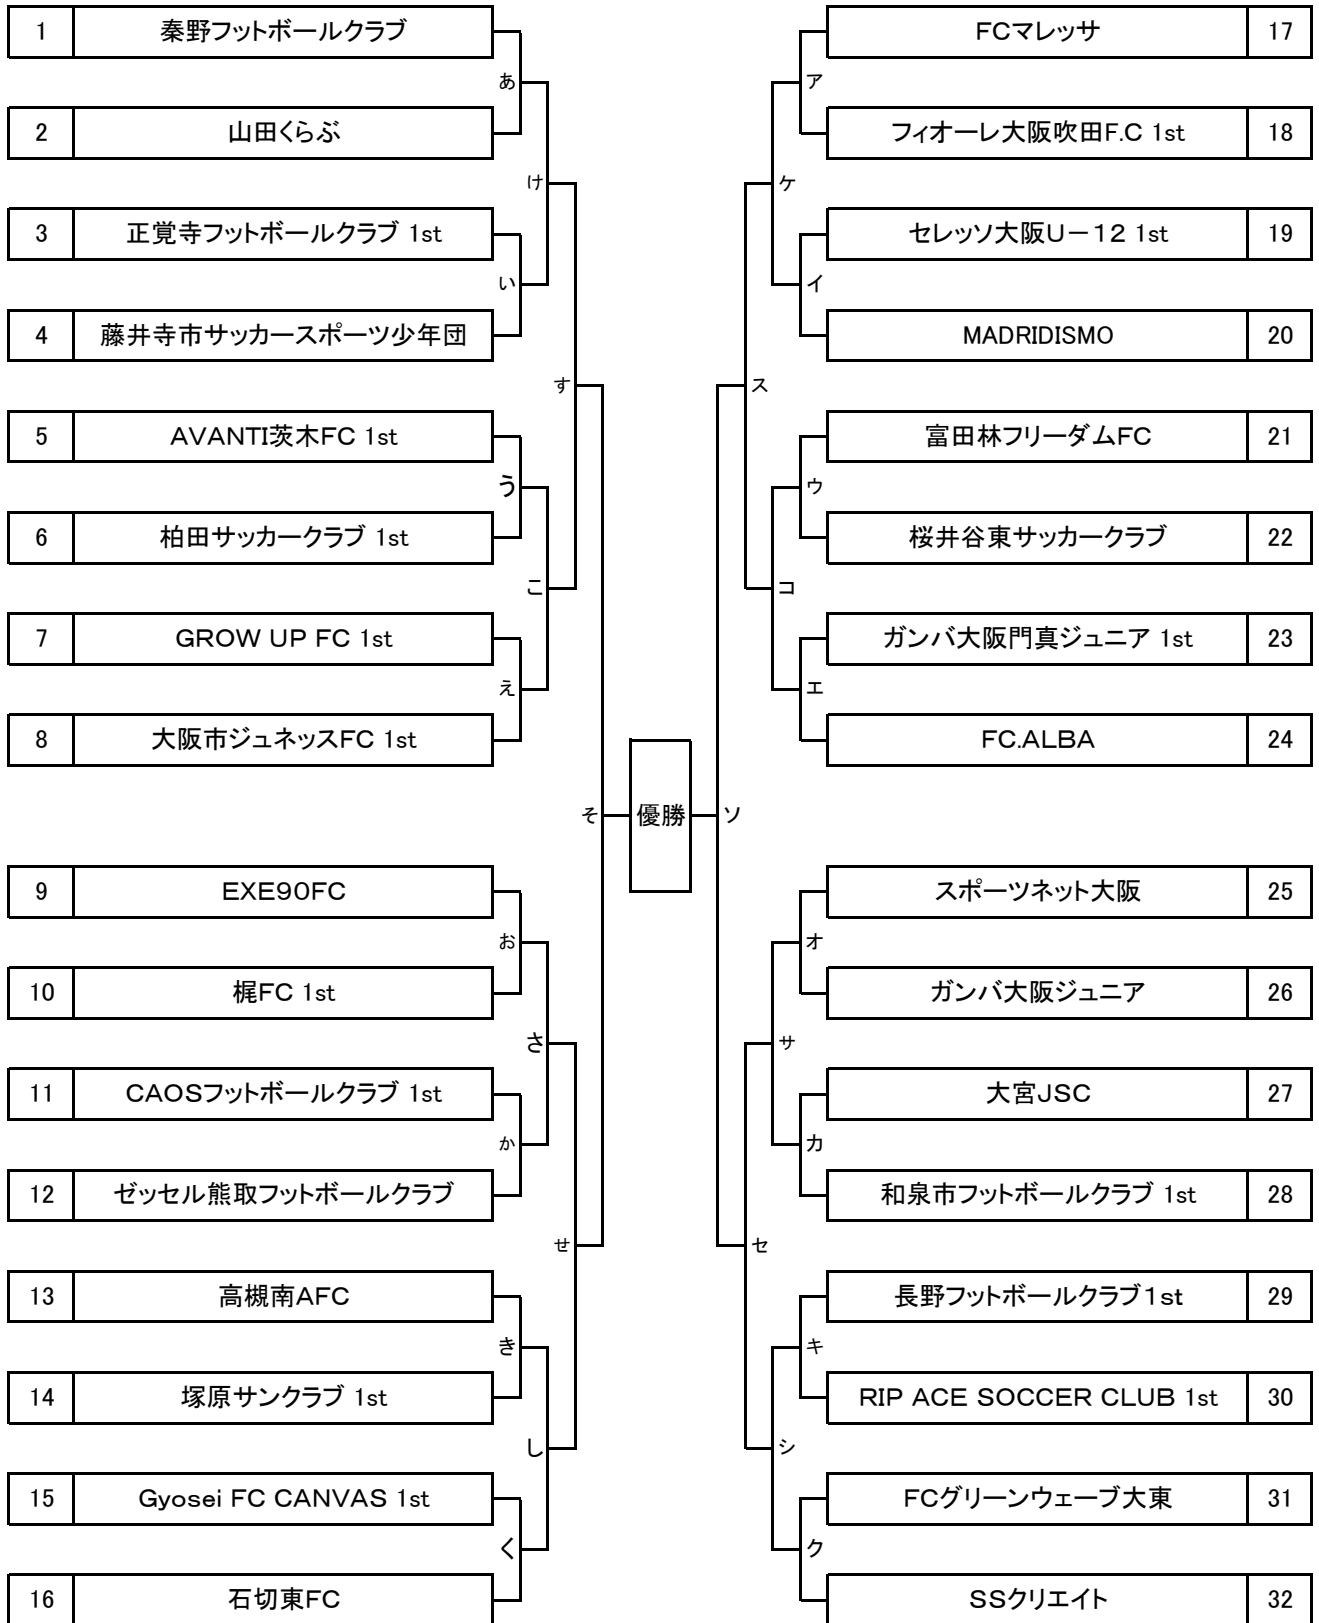 1 秦野フットボールクラブ
あ
2 山田くらぶ
け
3 正覚寺フットボールクラブ 1st
い
4 藤井寺市サッカースポーツ少年団
す
5 AVANTI茨木FC 1st
う
6 柏田サッカークラブ 1st
こ
7 GROW UP FC 1st
え
8 大阪市ジュネッスFC 1st
そ
9 EXE90FC
お
10 梶FC 1st
さ
11 CAOSフットボールクラブ 1st
か
12 ゼッセル熊取フットボールクラブ
せ
13 高槻南AFC
き
14 塚原サンクラブ 1st
し
15 Gyosei FC CANVAS 1st
く
16 石切東FC
優勝
FCマレッサ 17
ア
フィオーレ大阪吹田F.C 1st 18
ケ
セレッソ大阪U－12 1st 19
イ
MADRIDISMO 20
ス
富田林フリーダムFC 21
ウ
桜井谷東サッカークラブ 22
コ
ガンバ大阪門真ジュニア 1st 23
エ
FC.ALBA 24
ソ
スポーツネット大阪 25
オ
ガンバ大阪ジュニア 26
サ
大宮JSC 27
カ
和泉市フットボールクラブ 1st 28
セ
長野フットボールクラブ1st 29
キ
RIP ACE SOCCER CLUB 1st 30
シ
FCグリーンウェーブ大東 31
ク
SSクリエイト 32